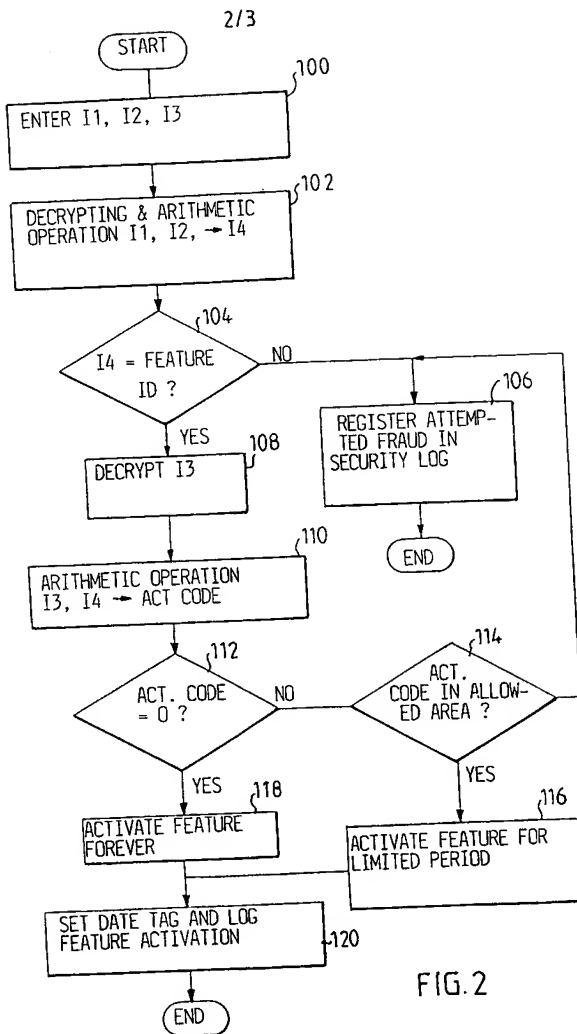 2/3
START
100
ENTER I1, I2, I3
102
DECRYPTING & ARITHMETIC
OPERATION I1, I2, → I4
104
I4 = FEATURE
ID ?
NO
YES
106
REGISTER ATTEMP-
TED FRAUD IN
SECURITY LOG
END
108
DECRYPT I3
110
ARITHMETIC OPERATION
I3, I4 → ACT CODE
112
ACT. CODE
= 0 ?
NO
YES
114
ACT.
CODE IN ALLOW-
ED AREA ?
YES
118
ACTIVATE FEATURE
FOREVER
116
ACTIVATE FEATURE FOR
LIMITED PERIOD
SET DATE TAG AND LOG
FEATURE ACTIVATION
120
END
FIG.2